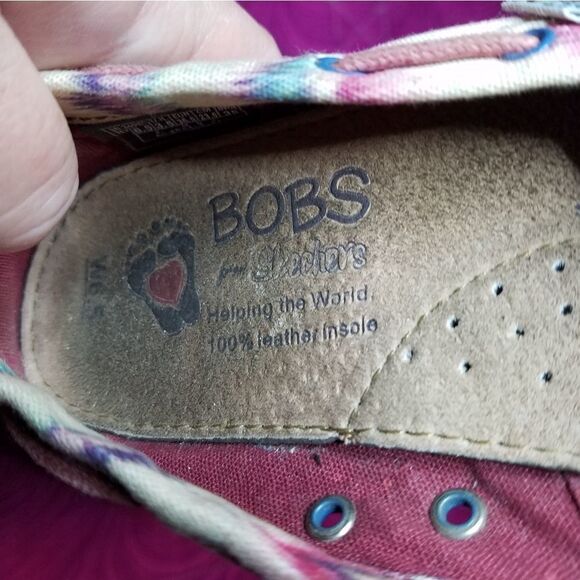 BOBS
from Skechers
Helping the World
100% leather insole